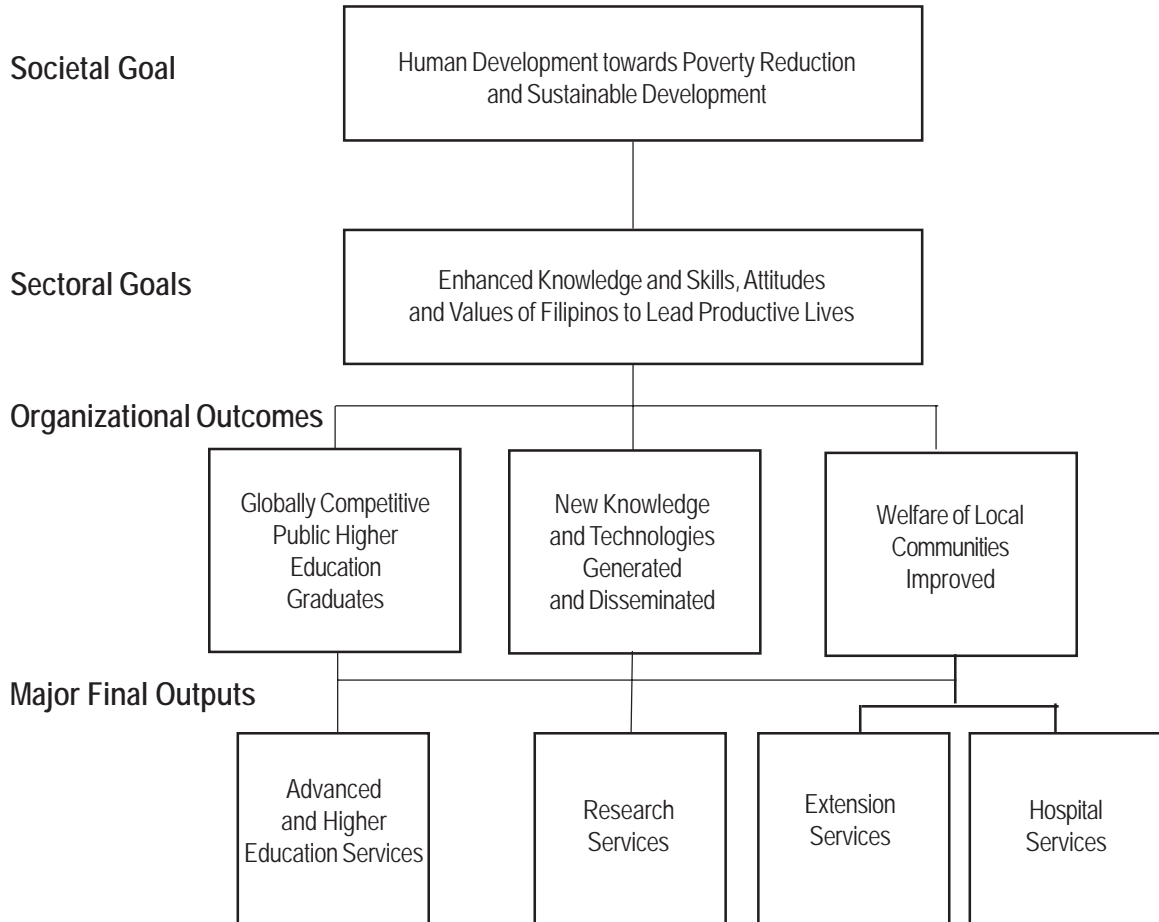 Societal Goal
Human Development towards Poverty Reduction
and Sustainable Development
Sectoral Goals
Enhanced Knowledge and Skills, Attitudes
and Values of Filipinos to Lead Productive Lives
Organizational Outcomes
Globally Competitive
Public Higher
Education
Graduates
New Knowledge
and Technologies
Generated
and Disseminated
Welfare of Local
Communities
Improved
Major Final Outputs
Advanced
and Higher
Education Services
Research
Services
Extension
Services
Hospital
Services